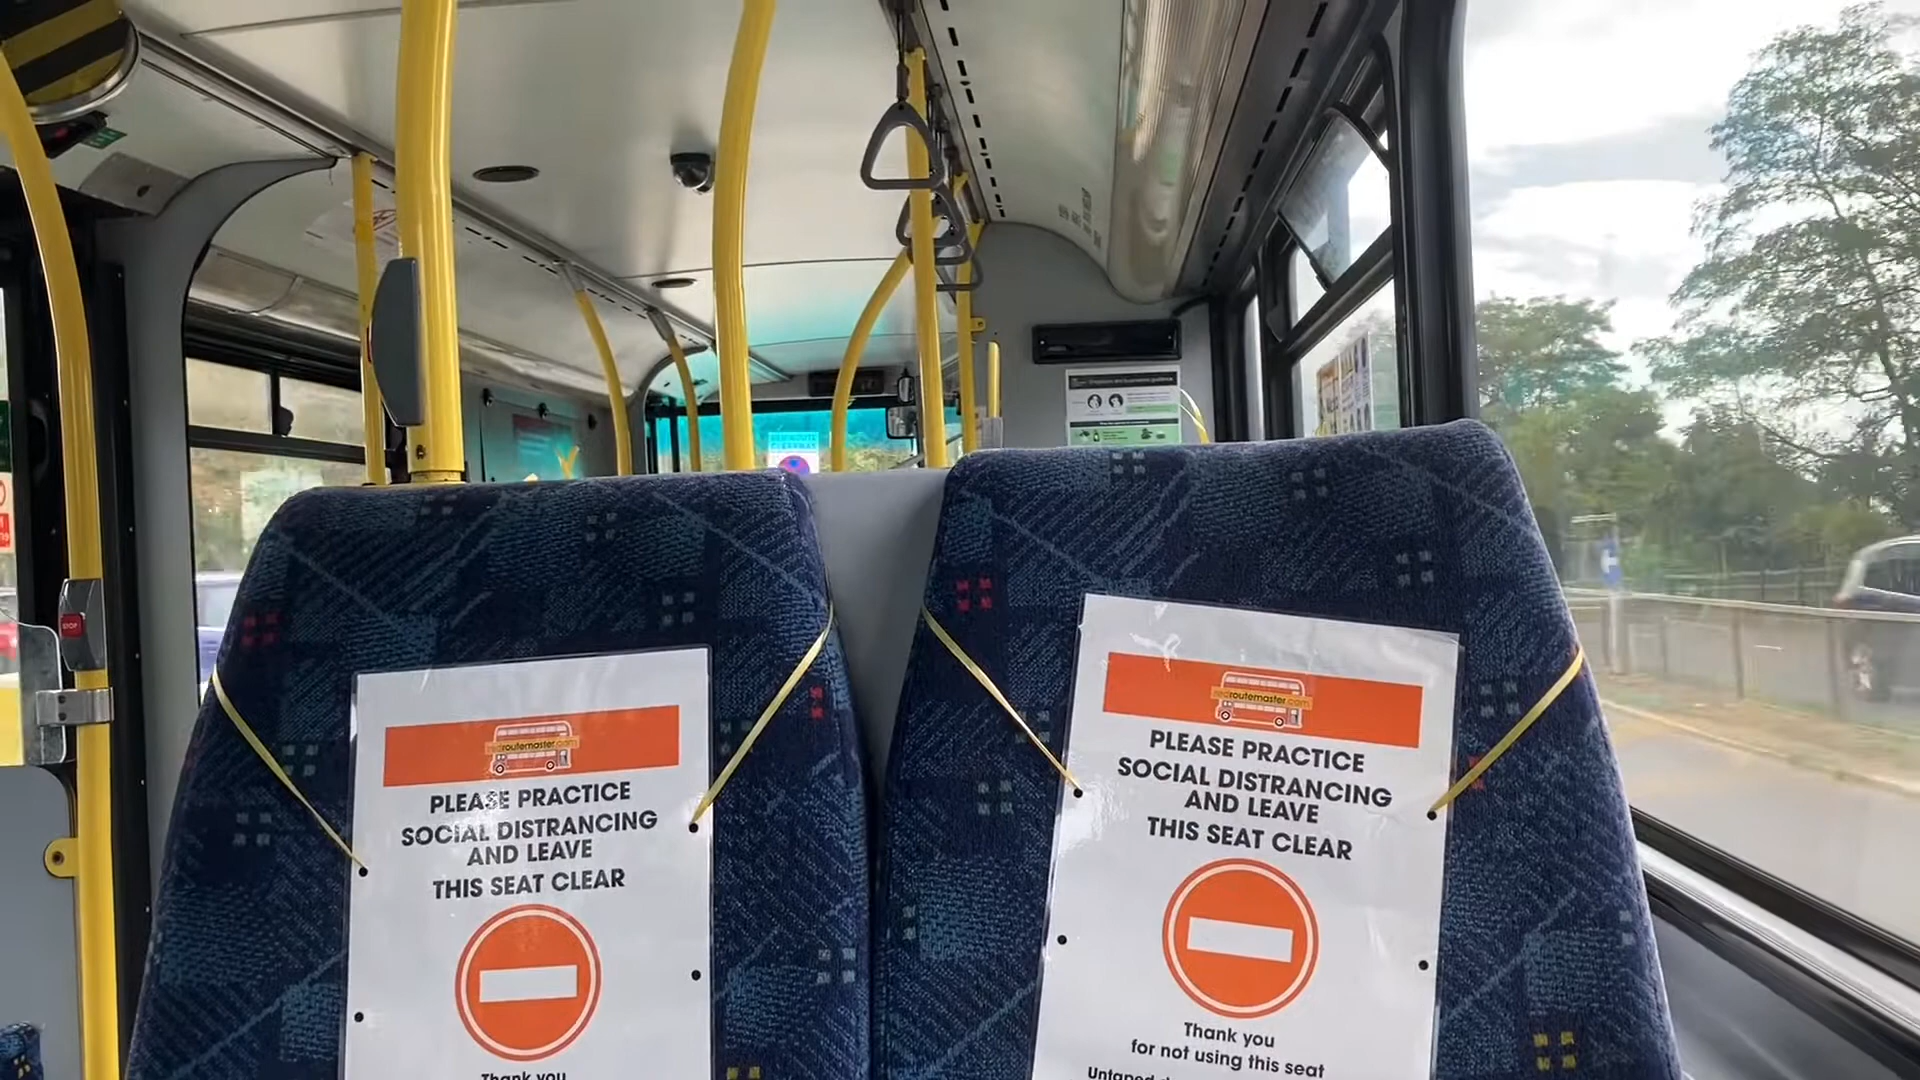 STOP
redroutemaster.com
PLEASE PRACTICE
SOCIAL DISTRANCING
AND LEAVE
THIS SEAT CLEAR
Thank you
redroutemaster.com
PLEASE PRACTICE
SOCIAL DISTRANCING
AND LEAVE
THIS SEAT CLEAR
Thank you
for not using this seat